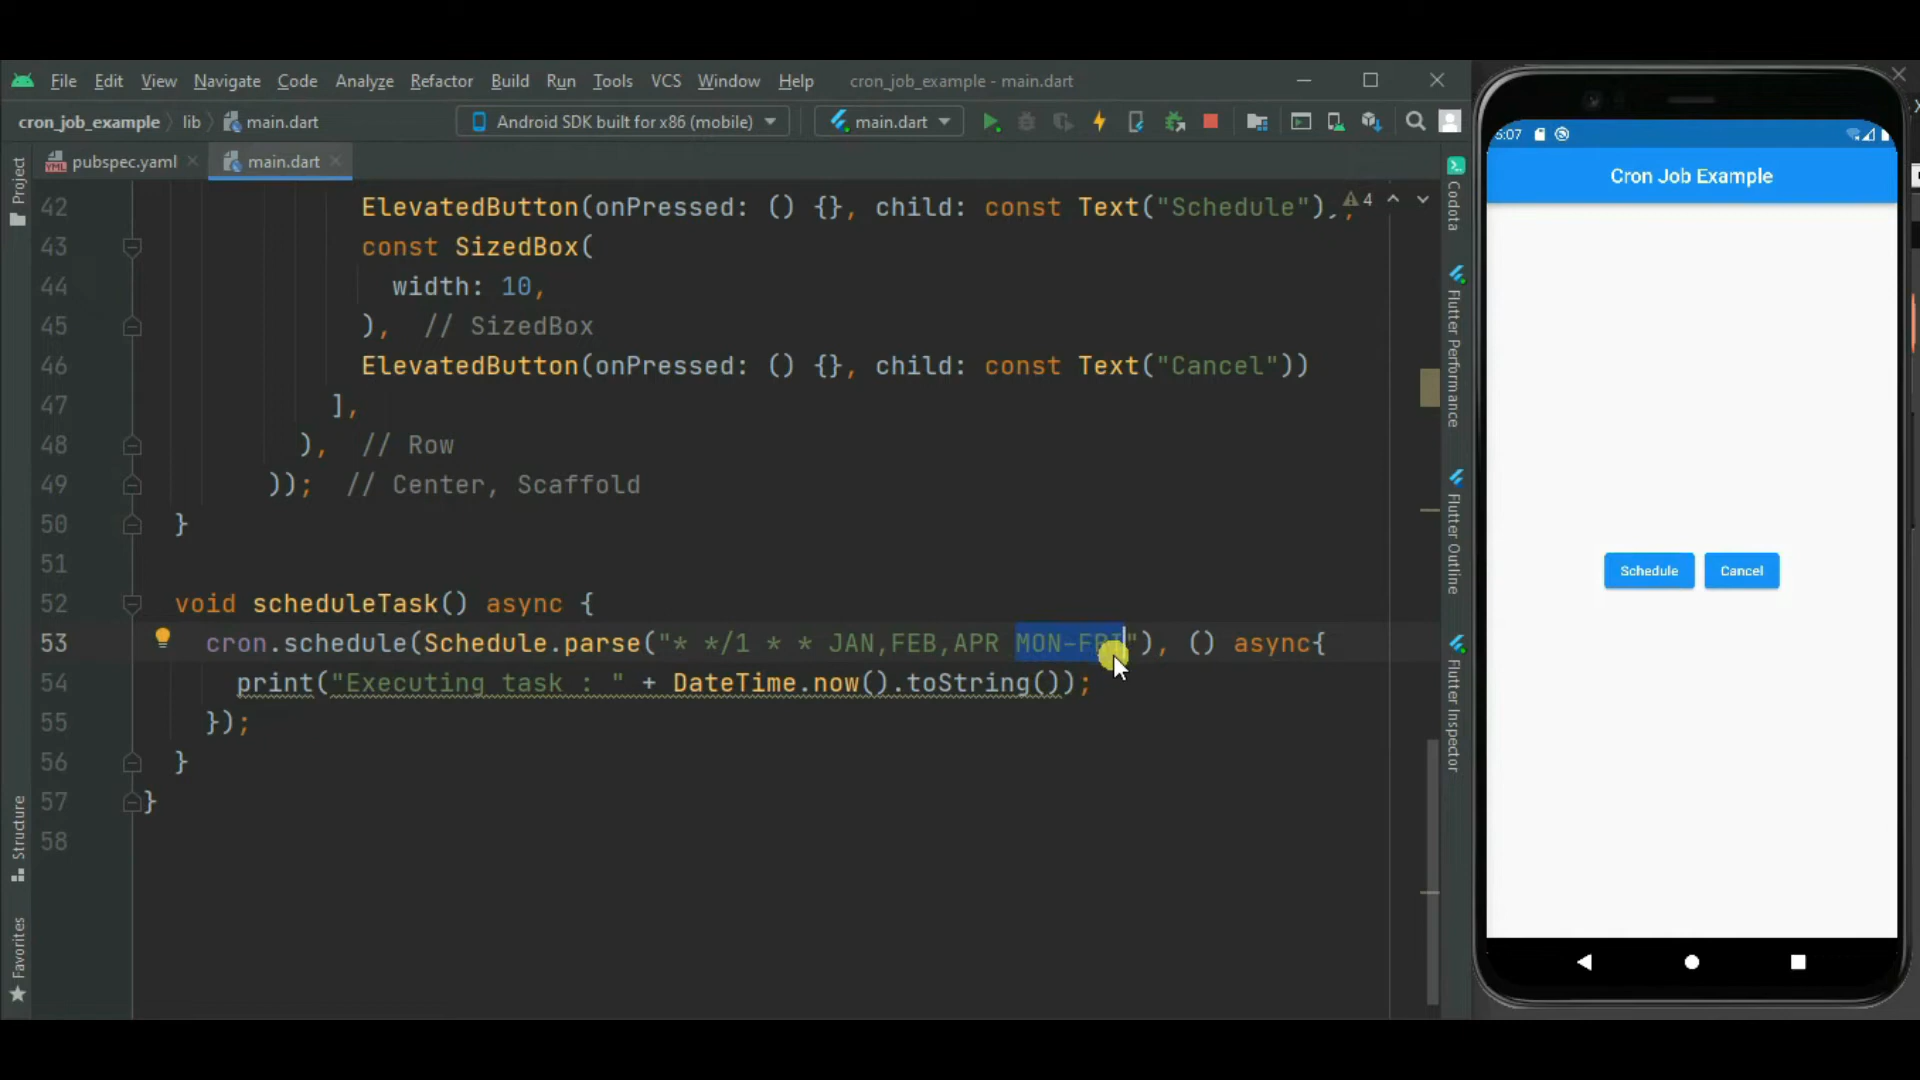 File Edit View Navigate Code Analyze Refactor Build Run Tools VCS Window Help cron_job_example - main.dart
cron_job_example lib main.dart Android SDK built for x86 (mobile) main.dart
pubspec.yaml main.dart
Project
Structure
Favorites
42 ElevatedButton(onPressed: () {}, child: const Text("Schedule")), 4
43 const SizedBox(
44 width: 10,
45 ), // SizedBox
46 ElevatedButton(onPressed: () {}, child: const Text("Cancel"))
47 ],
48 ), // Row
49 )); // Center, Scaffold
50 }
51
52 void scheduleTask() async {
53 cron.schedule(Schedule.parse("* */1 * * JAN,FEB,APR MON-FRI"), () async{
54 print("Executing task : " + DateTime.now().toString());
55 });
56 }
57 }
58
Codota
Flutter Performance
Flutter Outline
Flutter Inspector
5:07
Cron Job Example
Schedule Cancel